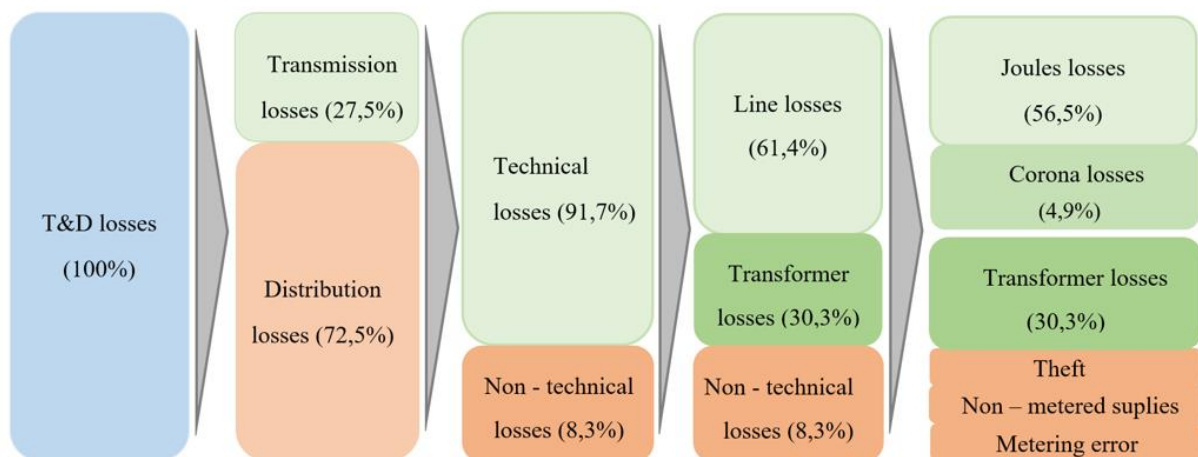 T&D losses
(100%)
Transmission
losses (27,5%)
Distribution
losses (72,5%)
Technical
losses (91,7%)
Non - technical
losses (8,3%)
Line losses
(61,4%)
Transformer
losses (30,3%)
Non - technical
losses (8,3%)
Joules losses
(56,5%)
Corona losses
(4,9%)
Transformer losses
(30,3%)
Theft
Non – metered suplies
Metering error